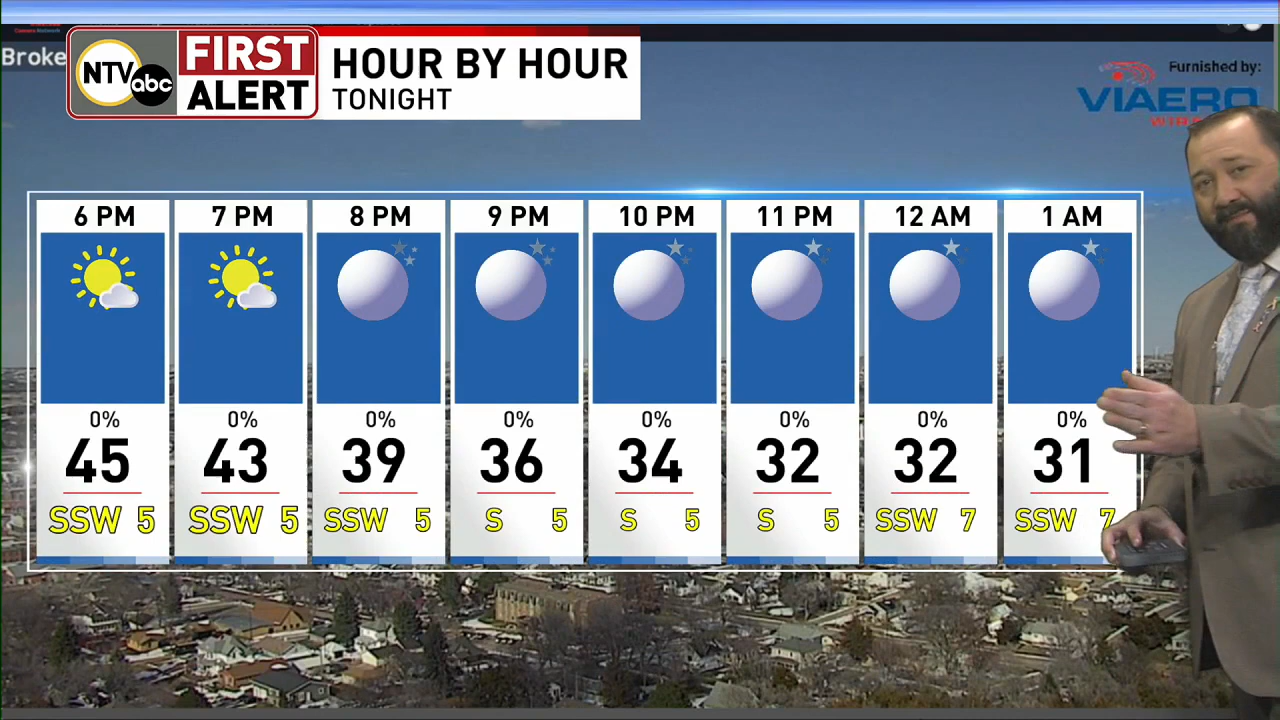 Broke
NTV
abc
FIRST
ALERT
HOUR BY HOUR
TONIGHT
Furnished by:
VIAERO
6 PM 7 PM 8 PM 9 PM 10 PM 11 PM 12 AM 1 AM
0% 0% 0% 0% 0% 0% 0% 0%
45 43 39 36 34 32 32 31
SSW 5 SSW 5 SSW 5 S 5 S 5 S 5 SSW 7 SSW 7